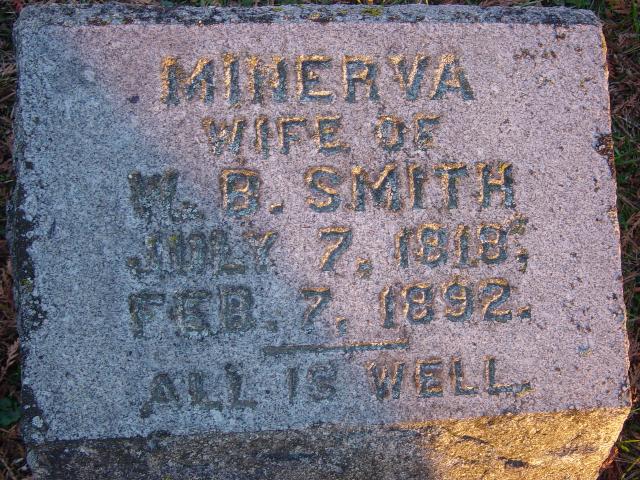 MINERVA
WIFE OF
W. B. SMITH
JULY 7, 1818,
FEB. 7, 1892.
ALL IS WELL.